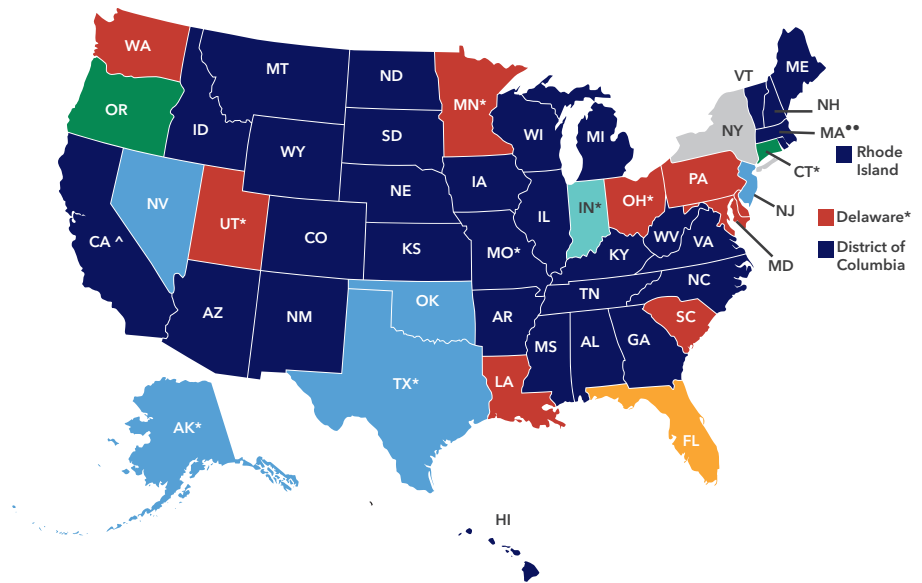 WA
OR
ID
MT
ND
MN*
SD
WY
NE
IA
WI
MI
VT
ME
NH
MA••
NY
CT*
Rhode
Island
NJ
PA
OH*
IN*
IL
NV
UT*
CO
KS
MO*
KY
WV
VA
MD
Delaware*
District of
Columbia
CA ^
AZ
NM
OK
AR
TN
NC
SC
MS
AL
GA
TX*
LA
FL
AK*
HI